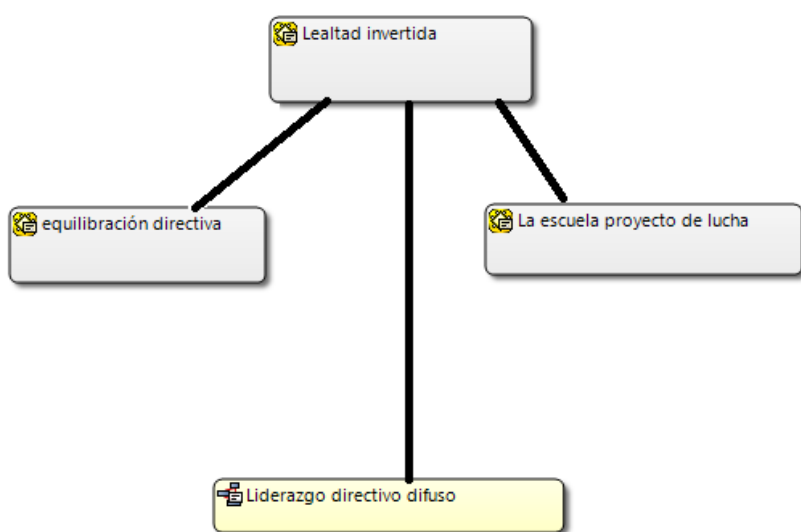 Lealtad invertida
equilibración directiva
La escuela proyecto de lucha
Liderazgo directivo difuso